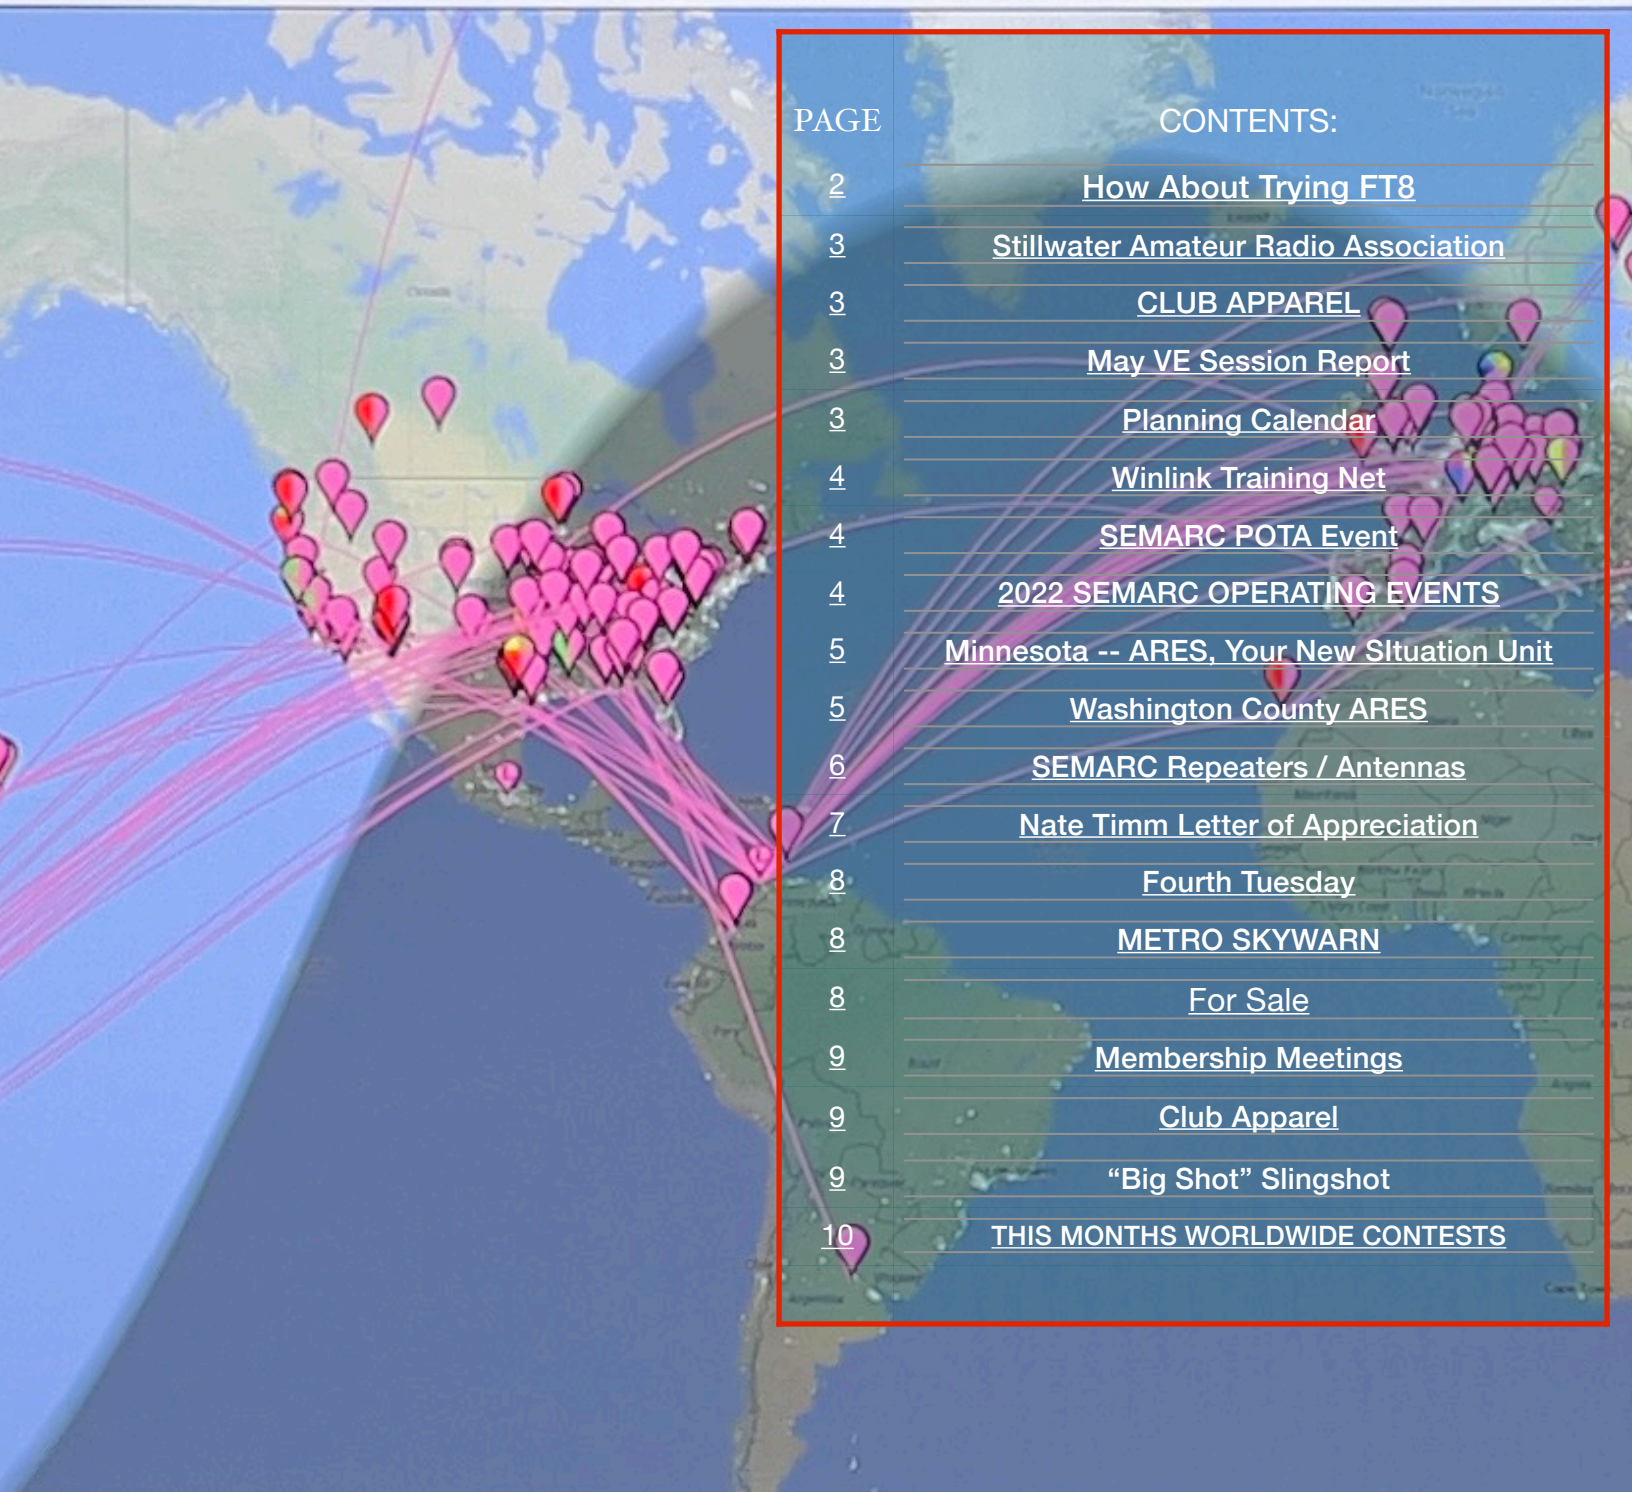 PAGE CONTENTS:
2 How About Trying FT8
3 Stillwater Amateur Radio Association
3 CLUB APPAREL
3 May VE Session Report
3 Planning Calendar
4 Winlink Training Net
4 SEMARC POTA Event
4 2022 SEMARC OPERATING EVENTS
5 Minnesota -- ARES, Your New SItuation Unit
5 Washington County ARES
6 SEMARC Repeaters / Antennas
7 Nate Timm Letter of Appreciation
8 Fourth Tuesday
8 METRO SKYWARN
8 For Sale
9 Membership Meetings
9 Club Apparel
9 “Big Shot” Slingshot
10 THIS MONTHS WORLDWIDE CONTESTS